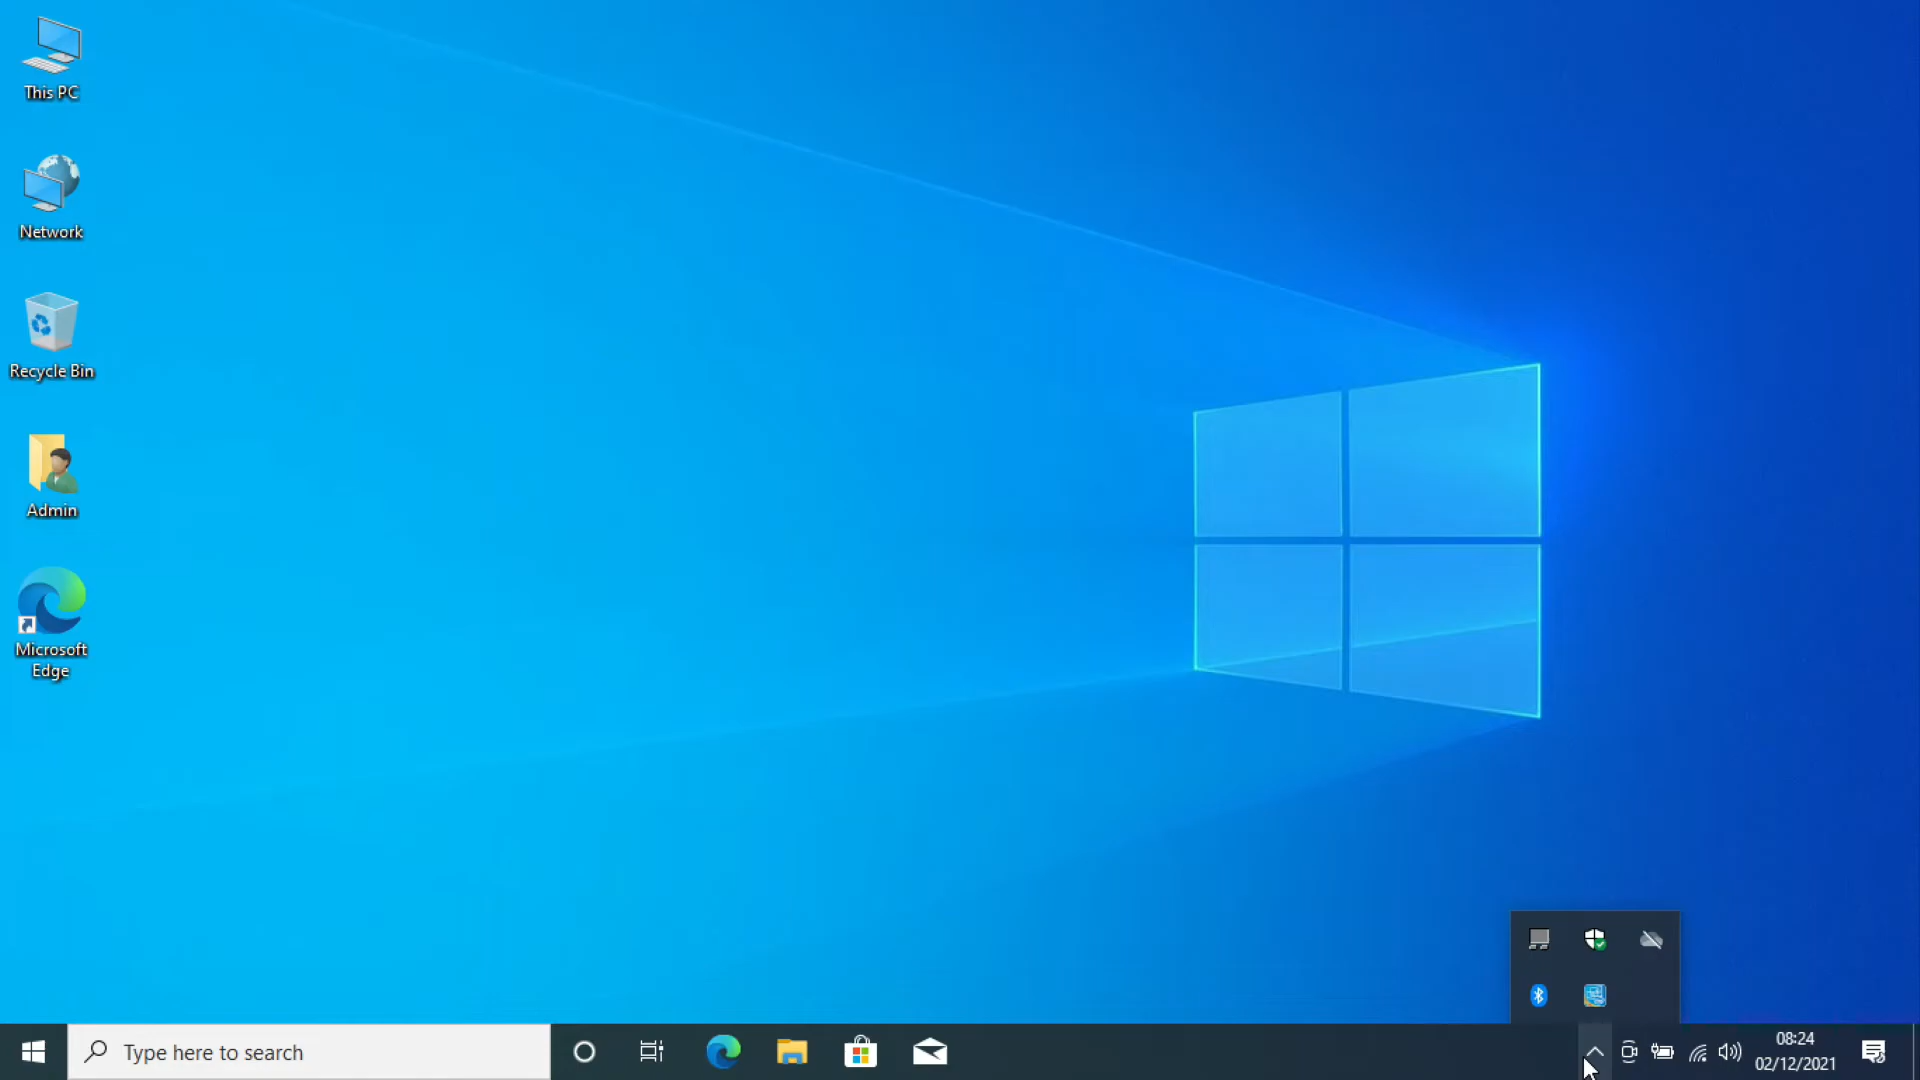 This PC
Network
Recycle Bin
Admin
Microsoft
Edge
Type here to search
08:24
02/12/2021